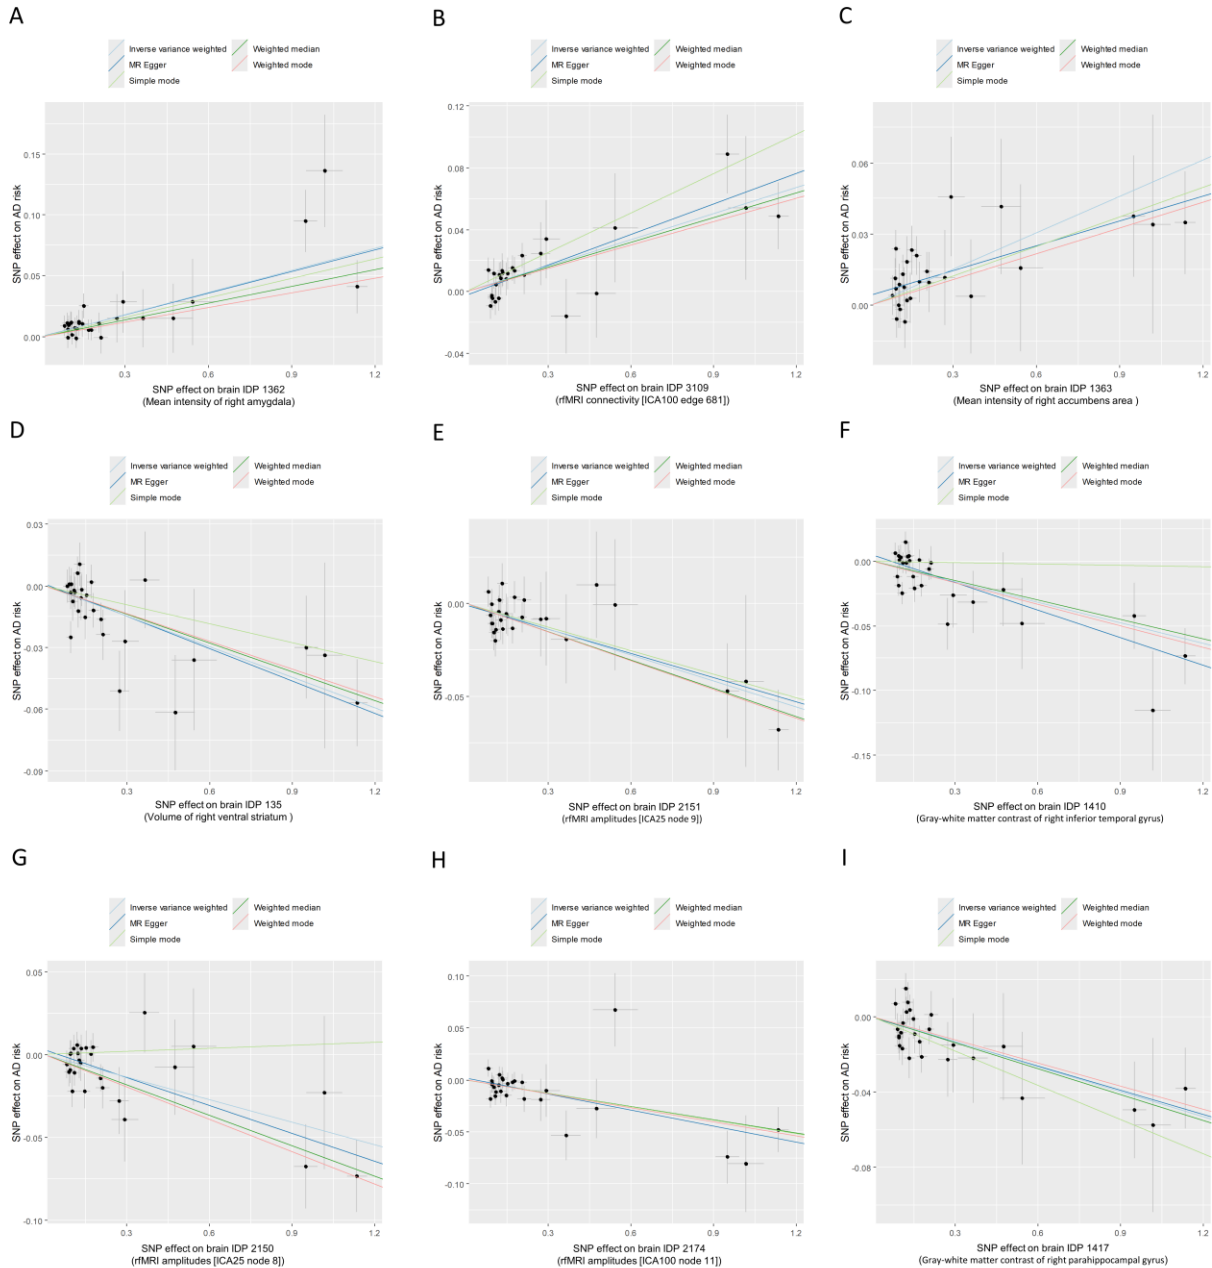 A
Inverse variance weighted
MR Egger
Simple mode
Weighted median
Weighted mode
SNP effect on AD risk
0.15
0.10
0.05
0.00
0.3
0.6
0.9
1.2
SNP effect on brain IDP 1362
(Mean intensity of right amygdala)
B
Inverse variance weighted
MR Egger
Simple mode
Weighted median
Weighted mode
SNP effect on AD risk
0.12
0.08
0.04
0.00
-0.04
0.3
0.6
0.9
1.2
SNP effect on brain IDP 3109
(rfMRI connectivity [ICA100 edge 681])
C
Inverse variance weighted
MR Egger
Simple mode
Weighted median
Weighted mode
SNP effect on AD risk
0.06
0.03
0.00
0.3
0.6
0.9
1.2
SNP effect on brain IDP 1363
(Mean intensity of right accumbens area )
D
Inverse variance weighted
MR Egger
Simple mode
Weighted median
Weighted mode
SNP effect on AD risk
0.03
0.00
-0.03
-0.06
-0.09
0.3
0.6
0.9
1.2
SNP effect on brain IDP 135
(Volume of right ventral striatum )
E
Inverse variance weighted
MR Egger
Simple mode
Weighted median
Weighted mode
SNP effect on AD risk
0.00
-0.05
0.3
0.6
0.9
1.2
SNP effect on brain IDP 2151
(rfMRI amplitudes [ICA25 node 9])
F
Inverse variance weighted
MR Egger
Simple mode
Weighted median
Weighted mode
SNP effect on AD risk
0.00
-0.05
-0.10
-0.15
0.3
0.6
0.9
1.2
SNP effect on brain IDP 1410
(Gray-white matter contrast of right inferior temporal gyrus)
G
Inverse variance weighted
MR Egger
Simple mode
Weighted median
Weighted mode
SNP effect on AD risk
0.05
0.00
-0.05
-0.10
0.3
0.6
0.9
1.2
SNP effect on brain IDP 2150
(rfMRI amplitudes [ICA25 node 8])
H
Inverse variance weighted
MR Egger
Simple mode
Weighted median
Weighted mode
SNP effect on AD risk
0.10
0.05
0.00
-0.05
-0.10
0.3
0.6
0.9
1.2
SNP effect on brain IDP 2174
(rfMRI amplitudes [ICA100 node 11])
I
Inverse variance weighted
MR Egger
Simple mode
Weighted median
Weighted mode
SNP effect on AD risk
0.00
-0.04
-0.08
0.3
0.6
0.9
1.2
SNP effect on brain IDP 1417
(Gray-white matter contrast of right parahippocampal gyrus)